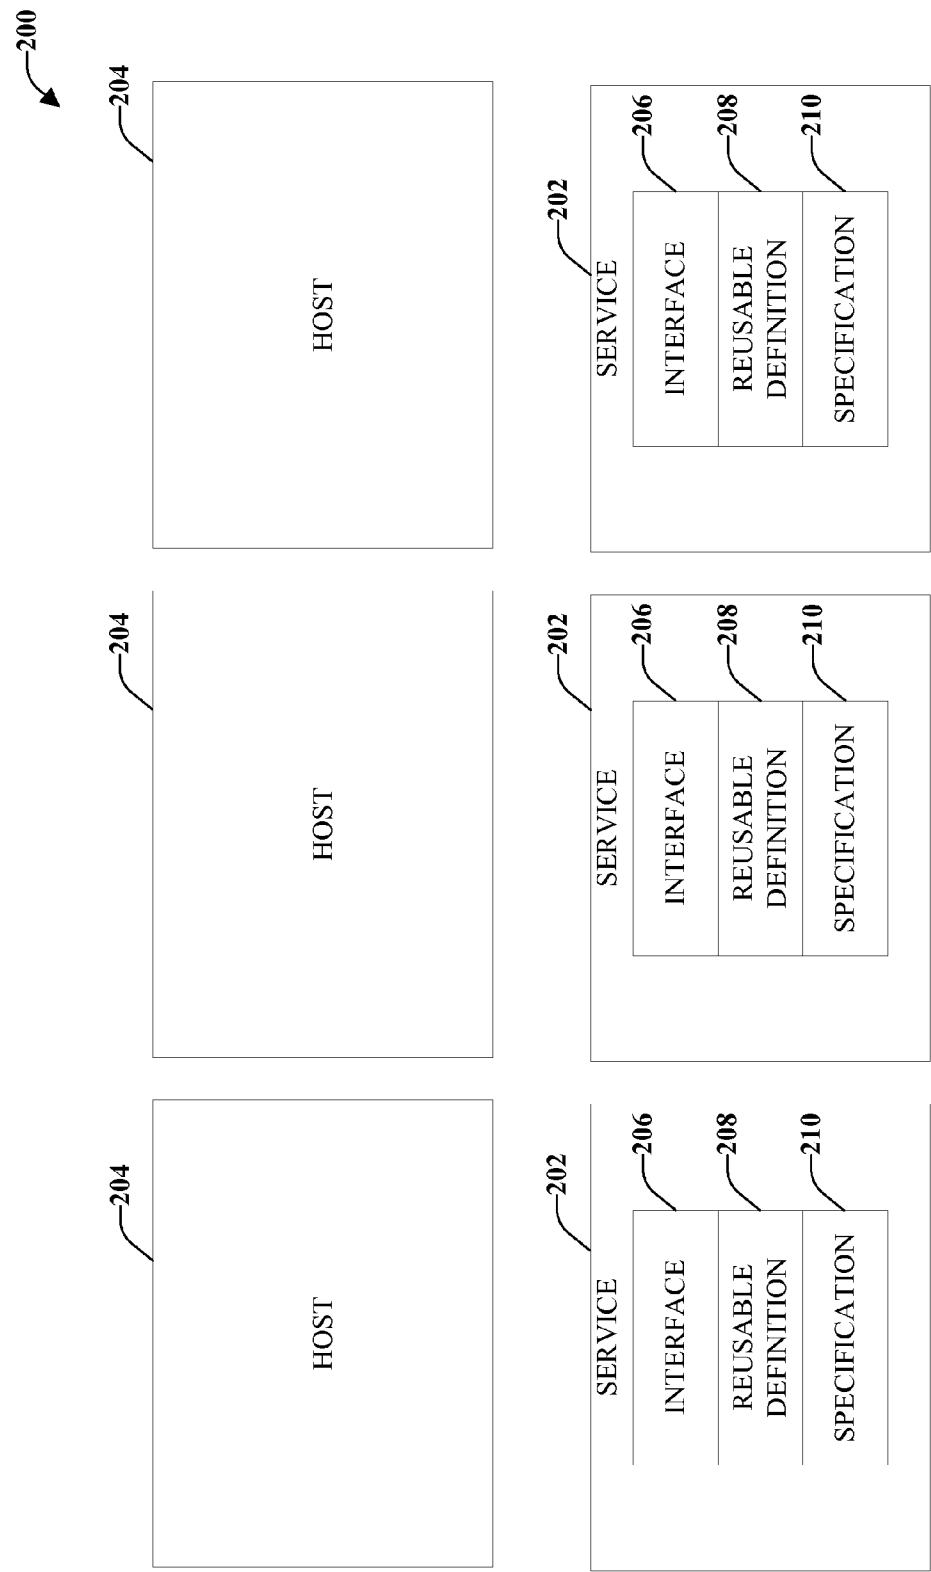 200
204
HOST
204
HOST
204
HOST
202
SERVICE
206
INTERFACE
208
REUSABLE
DEFINITION
210
SPECIFICATION
202
SERVICE
206
INTERFACE
208
REUSABLE
DEFINITION
210
SPECIFICATION
202
SERVICE
206
INTERFACE
208
REUSABLE
DEFINITION
210
SPECIFICATION